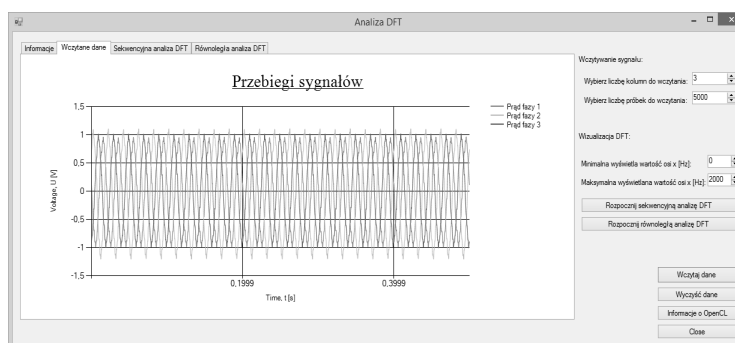 Analiza DFT
Informacje
Wczytane dane
Sekwencyjna analiza DFT
Równoległa analiza DFT
Przebiegi sygnałów
1,5
1
0,5
0
-0,5
-1
-1,5
Voltage, U [V]
0,1999
0,3999
Time, t [s]
Prąd fazy 1
Prąd fazy 2
Prąd fazy 3
Wczytywanie sygnału:
Wybierz liczbę kolumn do wczytania: 3
Wybierz liczbę próbek do wczytania: 5000
Wizualizacja DFT:
Minimalna wyświetla wartość osi x [Hz]: 0
Maksymalna wyświetlana wartość osi x [Hz]: 2000
Rozpocznij sekwencyjną analizę DFT
Rozpocznij równoległą analizę DFT
Wczytaj dane
Wyczyść dane
Informacje o OpenCL
Close